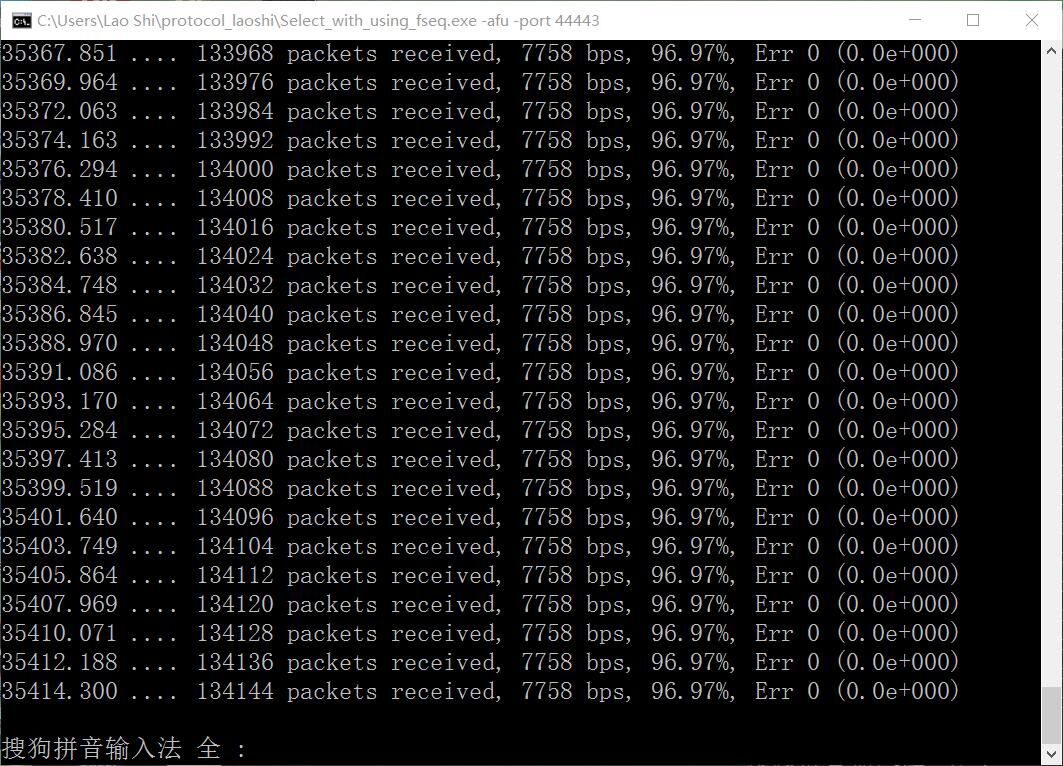 C:\Users\Lao Shi\protocol_laoshi\Select_with_using_fseq.exe -afu -port 44443
35367.851 .... 133968 packets received, 7758 bps, 96.97%, Err 0 (0.0e+000)
35369.964 .... 133976 packets received, 7758 bps, 96.97%, Err 0 (0.0e+000)
35372.063 .... 133984 packets received, 7758 bps, 96.97%, Err 0 (0.0e+000)
35374.163 .... 133992 packets received, 7758 bps, 96.97%, Err 0 (0.0e+000)
35376.294 .... 134000 packets received, 7758 bps, 96.97%, Err 0 (0.0e+000)
35378.410 .... 134008 packets received, 7758 bps, 96.97%, Err 0 (0.0e+000)
35380.517 .... 134016 packets received, 7758 bps, 96.97%, Err 0 (0.0e+000)
35382.638 .... 134024 packets received, 7758 bps, 96.97%, Err 0 (0.0e+000)
35384.748 .... 134032 packets received, 7758 bps, 96.97%, Err 0 (0.0e+000)
35386.845 .... 134040 packets received, 7758 bps, 96.97%, Err 0 (0.0e+000)
35388.970 .... 134048 packets received, 7758 bps, 96.97%, Err 0 (0.0e+000)
35391.086 .... 134056 packets received, 7758 bps, 96.97%, Err 0 (0.0e+000)
35393.170 .... 134064 packets received, 7758 bps, 96.97%, Err 0 (0.0e+000)
35395.284 .... 134072 packets received, 7758 bps, 96.97%, Err 0 (0.0e+000)
35397.413 .... 134080 packets received, 7758 bps, 96.97%, Err 0 (0.0e+000)
35399.519 .... 134088 packets received, 7758 bps, 96.97%, Err 0 (0.0e+000)
35401.640 .... 134096 packets received, 7758 bps, 96.97%, Err 0 (0.0e+000)
35403.749 .... 134104 packets received, 7758 bps, 96.97%, Err 0 (0.0e+000)
35405.864 .... 134112 packets received, 7758 bps, 96.97%, Err 0 (0.0e+000)
35407.969 .... 134120 packets received, 7758 bps, 96.97%, Err 0 (0.0e+000)
35410.071 .... 134128 packets received, 7758 bps, 96.97%, Err 0 (0.0e+000)
35412.188 .... 134136 packets received, 7758 bps, 96.97%, Err 0 (0.0e+000)
35414.300 .... 134144 packets received, 7758 bps, 96.97%, Err 0 (0.0e+000)
搜狗拼音输入法 全 :